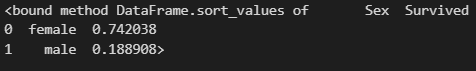 <bound method DataFrame.sort_values of       Sex  Survived
0  female  0.742038
1    male  0.188908>